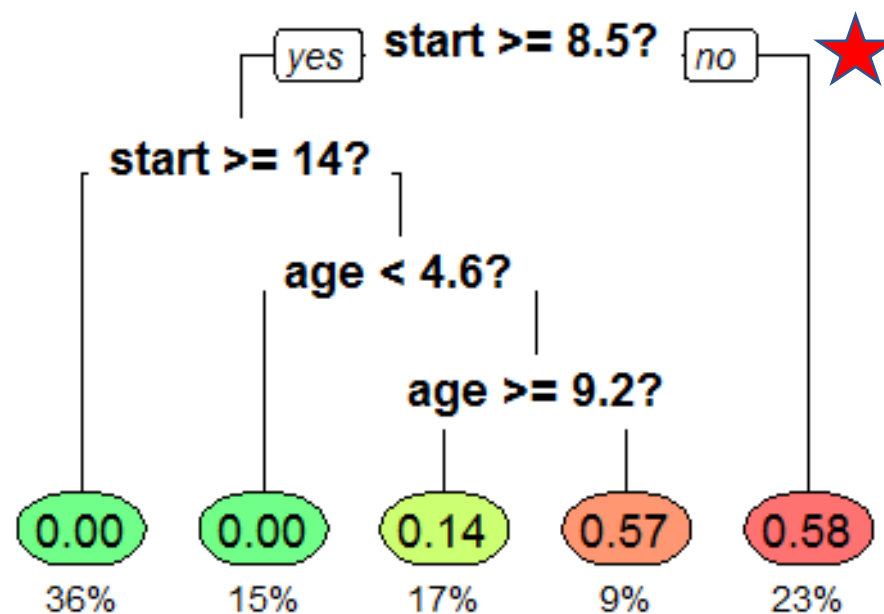 yes start >= 8.5? no
start >= 14?
age < 4.6?
age >= 9.2?
0.00 0.00 0.14 0.57 0.58
36% 15% 17% 9% 23%